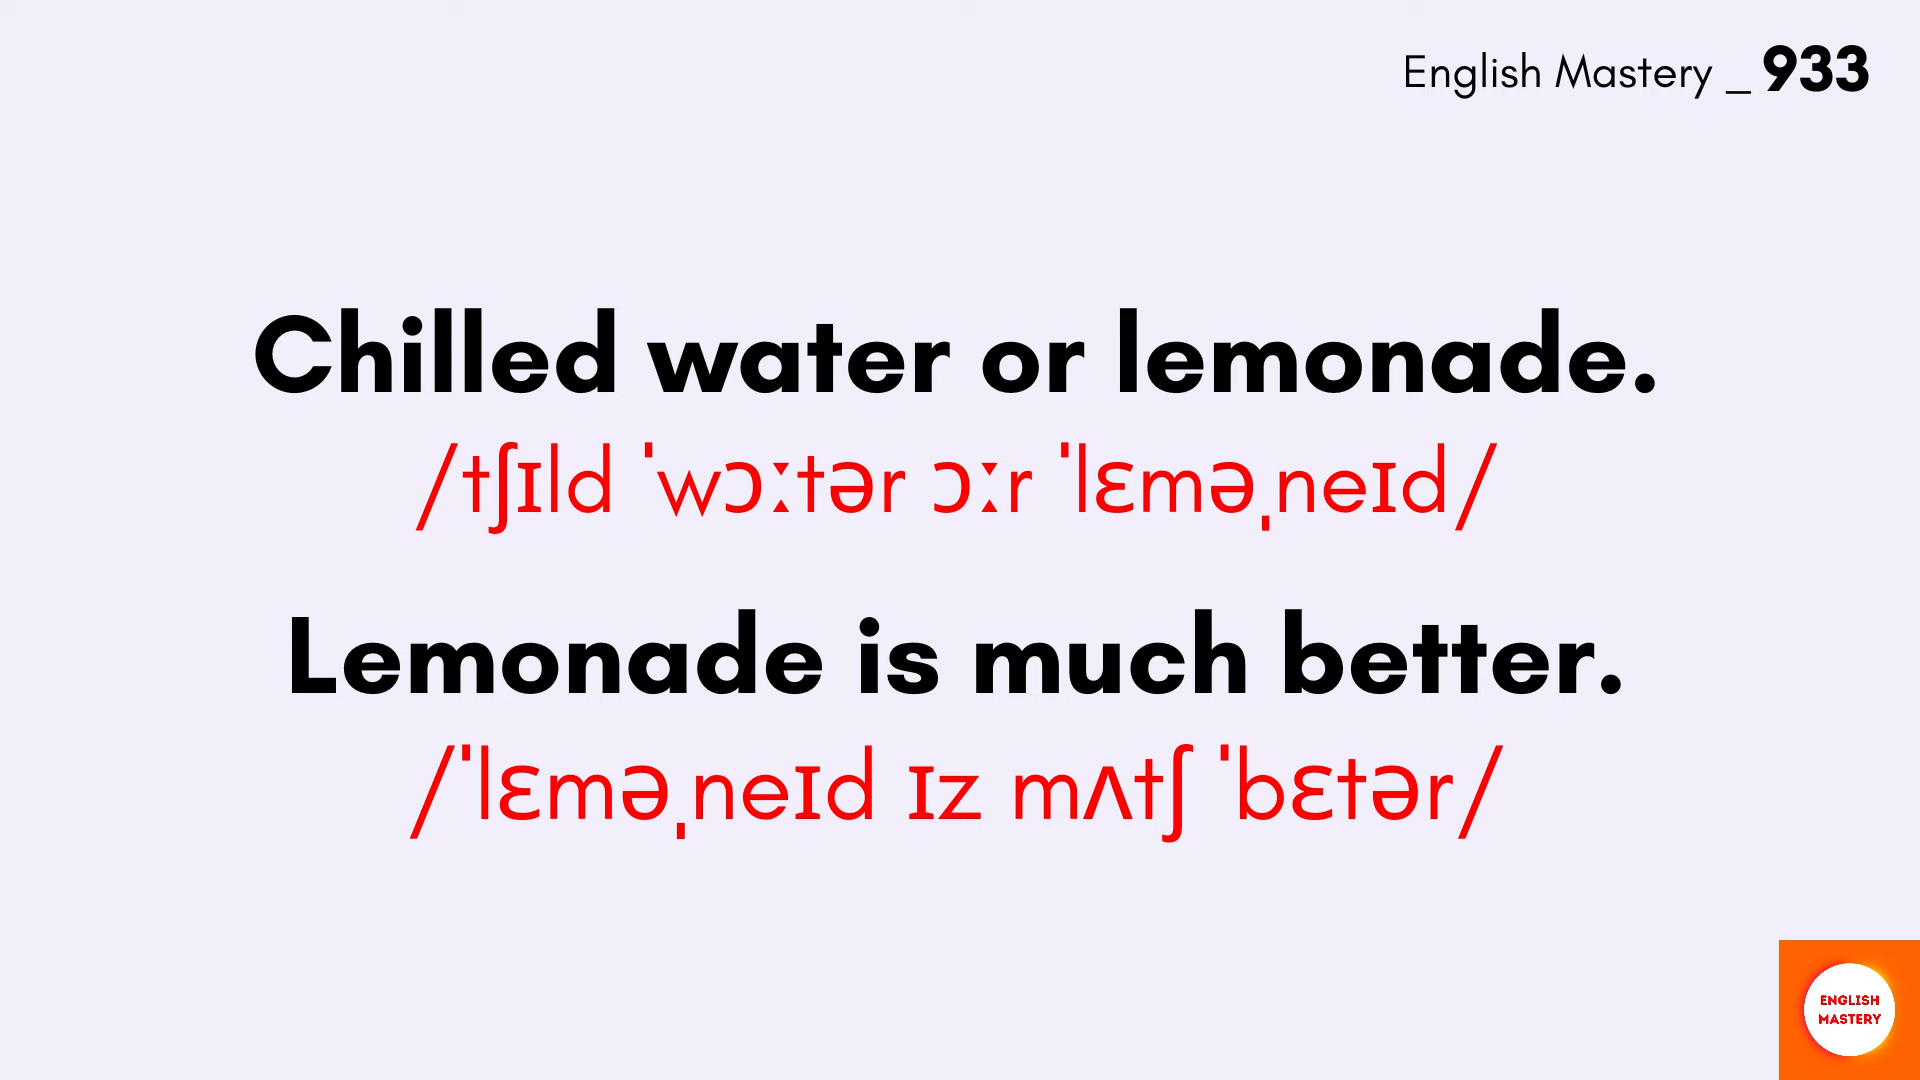 English Mastery _ 933
Chilled water or lemonade.
/tʃɪld ˈwɔːtər ɔːr ˈlɛməˌneɪd/
Lemonade is much better.
/ˈlɛməˌneɪd ɪz mʌtʃ ˈbɛtər/
ENGLISH
MASTERY